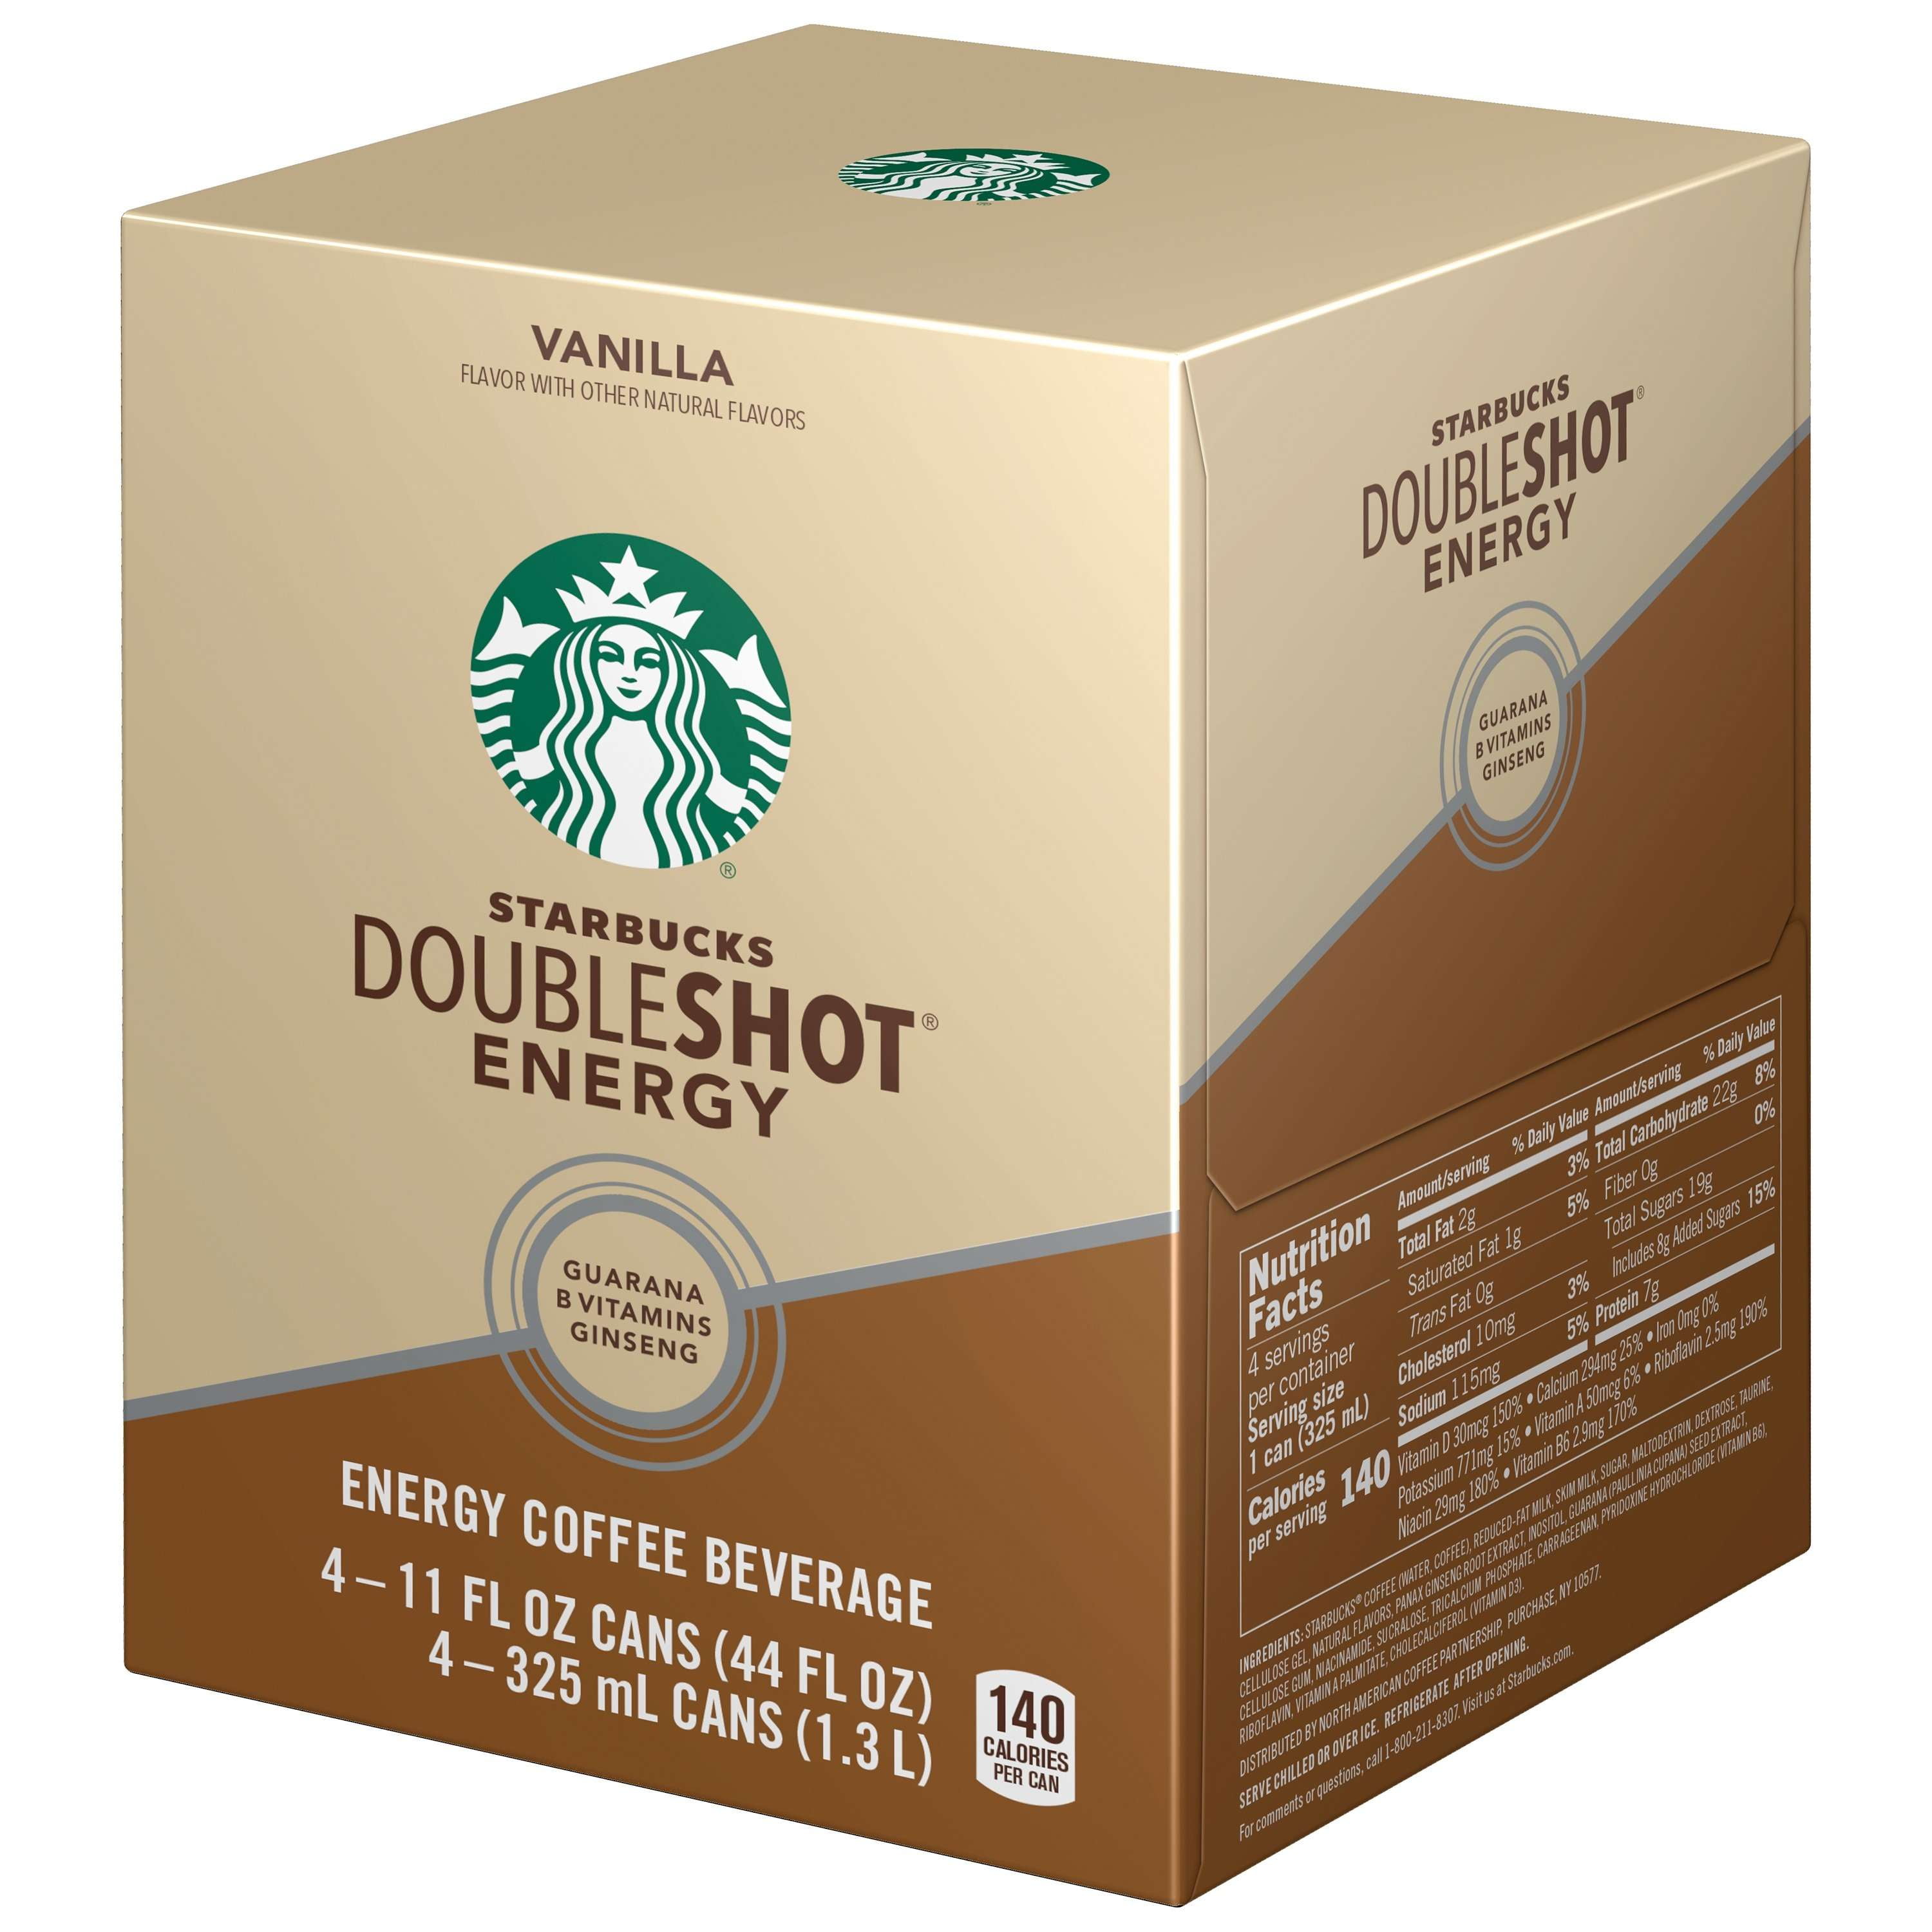 VANILLA
FLAVOR WITH OTHER NATURAL FLAVORS
®
STARBUCKS
DOUBLESHOT®
ENERGY
GUARANA
B VITAMINS
GINSENG
ENERGY COFFEE BEVERAGE
4 – 11 FL OZ CANS (44 FL OZ)
4 – 325 mL CANS (1.3 L)
140
CALORIES
PER CAN
STARBUCKS
DOUBLESHOT®
ENERGY
GUARANA
B VITAMINS
GINSENG
Nutrition
Facts
4 servings
per container
Serving size
1 can (325 mL)
Calories 140
per serving
Amount/serving % Daily Value
Total Fat 2g 3%
Saturated Fat 1g 5%
Trans Fat 0g
Cholesterol 10mg 3%
Sodium 115mg 5%
Amount/serving % Daily Value
Total Carbohydrate 22g 8%
Fiber 0g 0%
Total Sugars 19g
Includes 8g Added Sugars 15%
Protein 7g
Vitamin D 30mcg 150% • Calcium 294mg 25% • Iron 0mg 0%
Potassium 771mg 15% • Vitamin A 50mcg 6% • Riboflavin 2.5mg 190%
Niacin 29mg 180% • Vitamin B6 2.9mg 170%
INGREDIENTS: STARBUCKS® COFFEE (WATER, COFFEE), REDUCED-FAT MILK, SKIM MILK, SUGAR, MALTODEXTRIN, DEXTROSE, TAURINE,
CELLULOSE GEL, NATURAL FLAVORS, PANAX GINSENG ROOT EXTRACT, INOSITOL, GUARANA (PAULLINIA CUPANA) SEED EXTRACT,
CELLULOSE GUM, NIACINAMIDE, SUCRALOSE, TRICALCIUM PHOSPHATE, CARRAGEENAN, PYRIDOXINE HYDROCHLORIDE (VITAMIN B6),
RIBOFLAVIN, VITAMIN A PALMITATE, CHOLECALCIFEROL (VITAMIN D3).
DISTRIBUTED BY NORTH AMERICAN COFFEE PARTNERSHIP, PURCHASE, NY 10577.
SERVE CHILLED OR OVER ICE. REFRIGERATE AFTER OPENING.
For comments or questions, call 1-800-211-8307. Visit us at Starbucks.com.